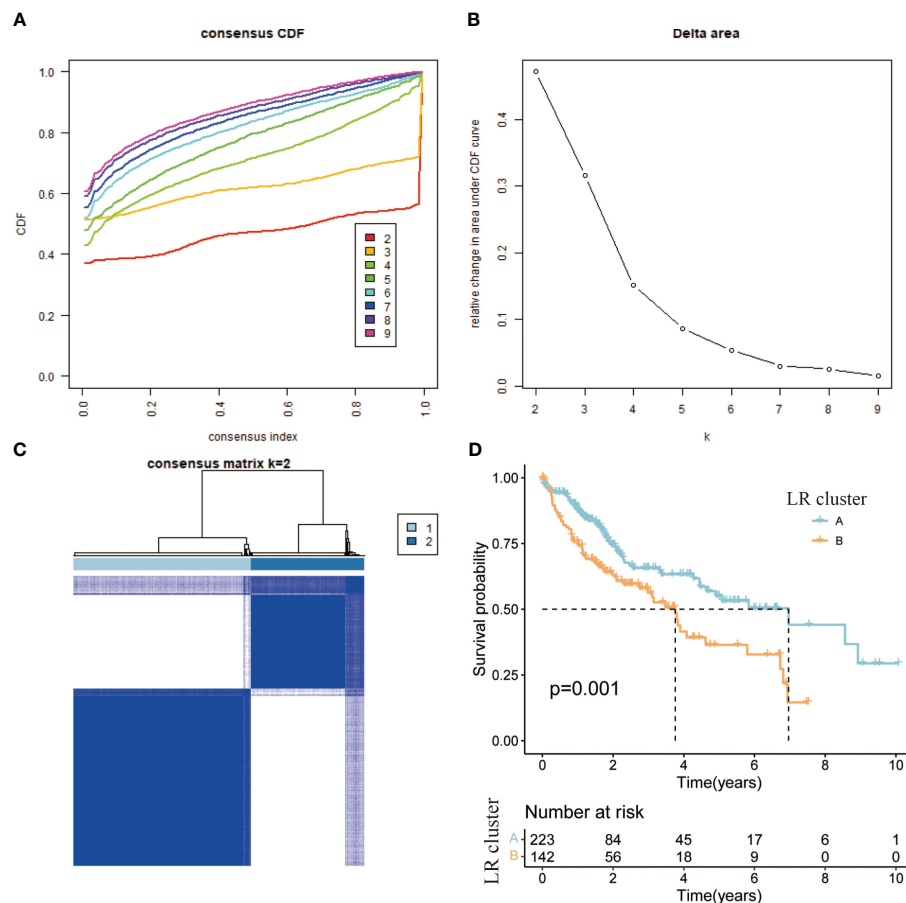 A
consensus CDF
CDF
1.0
0.8
0.6
0.4
0.2
0.0
2
3
4
5
6
7
8
9
0.0 0.2 0.4 0.6 0.8 1.0
consensus index
B
Delta area
relative change in area under CDF curve
0.4
0.3
0.2
0.1
0.0
2 3 4 5 6 7 8 9
k
C
consensus matrix k=2
1
2
D
LR cluster
A
B
Survival probability
1.00
0.75
0.50
0.25
0.00
p=0.001
0 2 4 6 8 10
Time(years)
Number at risk
LR cluster
A 223 84 45 17 6 1
B 142 56 18 9 0 0
0 2 4 6 8 10
Time(years)